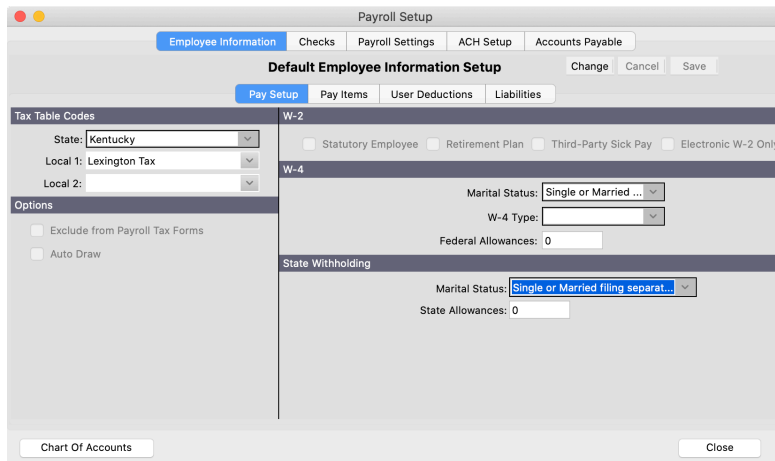 Payroll Setup
Employee Information Checks Payroll Settings ACH Setup Accounts Payable
Default Employee Information Setup Change Cancel Save
Pay Setup Pay Items User Deductions Liabilities
Tax Table Codes
State: Kentucky
Local 1: Lexington Tax
Local 2:
Options
Exclude from Payroll Tax Forms
Auto Draw
W-2
Statutory Employee Retirement Plan Third-Party Sick Pay Electronic W-2 Only
W-4
Marital Status: Single or Married ...
W-4 Type:
Federal Allowances: 0
State Withholding
Marital Status: Single or Married filing separat...
State Allowances: 0
Chart Of Accounts Close